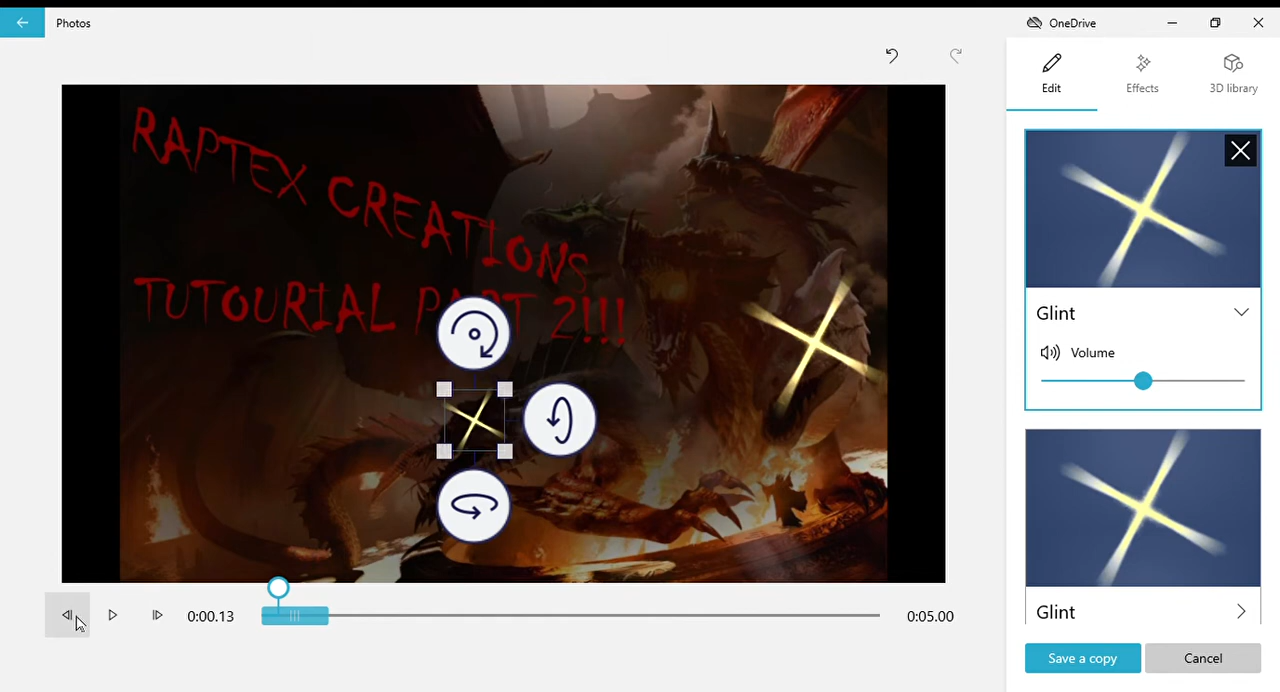 Photos
OneDrive
Edit
Effects
3D library
RAPTEX CREATIONS
TUTOURIAL PART 2!!!
Glint
Volume
Glint
0:00.13
0:05.00
Save a copy
Cancel